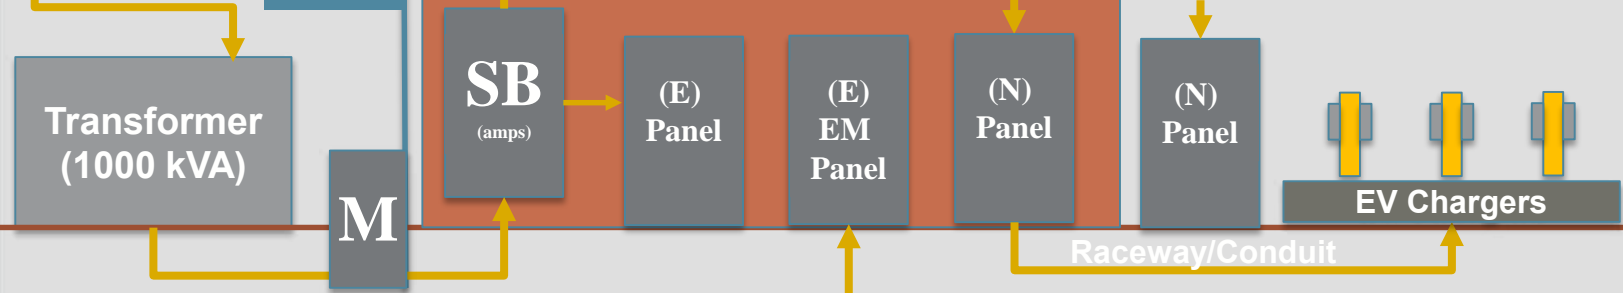 Transformer
(1000 kVA)
M
SB
(amps)
(E)
Panel
(E)
EM
Panel
(N)
Panel
(N)
Panel
EV Chargers
Raceway/Conduit